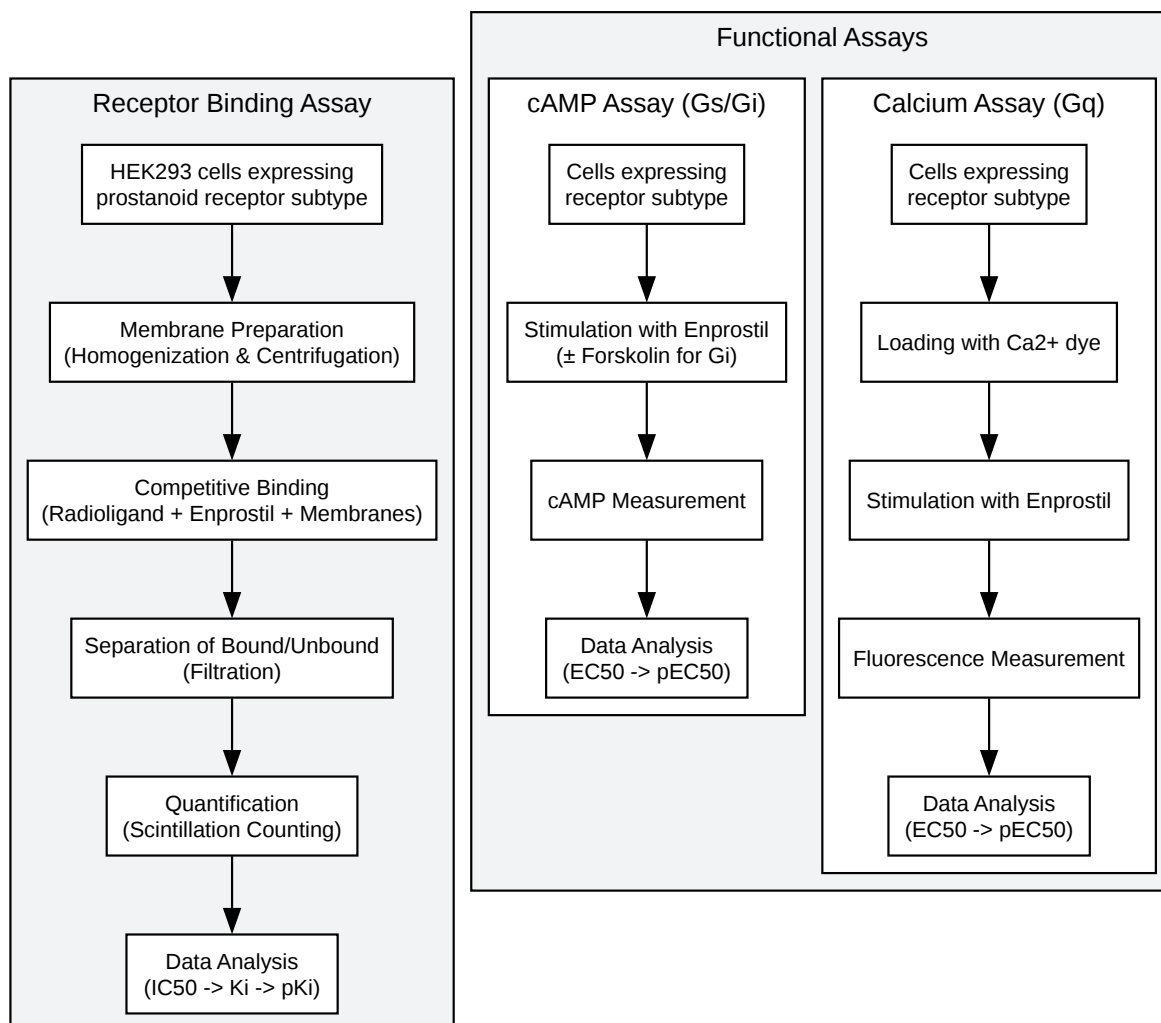 Receptor Binding Assay
HEK293 cells expressing
prostanoid receptor subtype
Membrane Preparation
(Homogenization & Centrifugation)
Competitive Binding
(Radioligand + Enprostil + Membranes)
Separation of Bound/Unbound
(Filtration)
Quantification
(Scintillation Counting)
Data Analysis
(IC50 -> Ki -> pKi)
Functional Assays
cAMP Assay (Gs/Gi)
Cells expressing
receptor subtype
Stimulation with Enprostil
(± Forskolin for Gi)
cAMP Measurement
Data Analysis
(EC50 -> pEC50)
Calcium Assay (Gq)
Cells expressing
receptor subtype
Loading with Ca2+ dye
Stimulation with Enprostil
Fluorescence Measurement
Data Analysis
(EC50 -> pEC50)